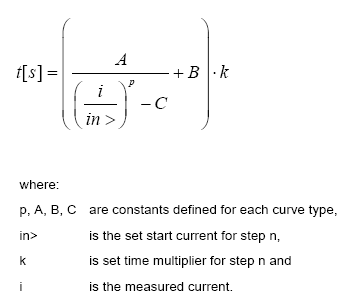 t[s] = ( A / ( ( i / in > )^p − C ) + B ) · k
where:
p, A, B, C are constants defined for each curve type,
in> is the set start current for step n,
k is set time multiplier for step n and
i is the measured current.